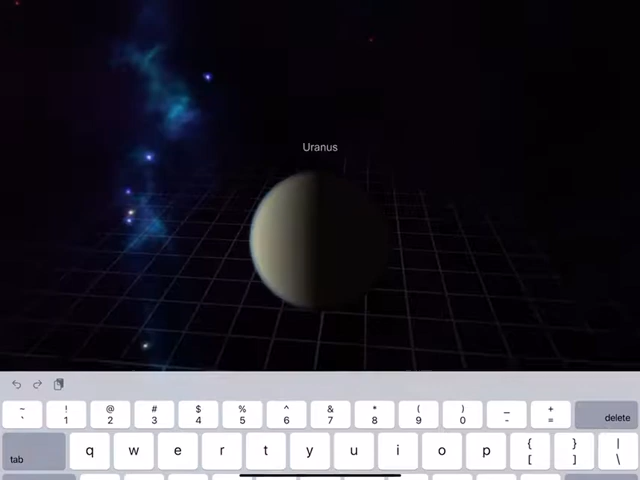 Uranus
~ ! @ # $ % ^ & * ( ) _ +
` 1 2 3 4 5 6 7 8 9 0 - = delete
{ } |
tab q w e r t y u i o p [ ] \